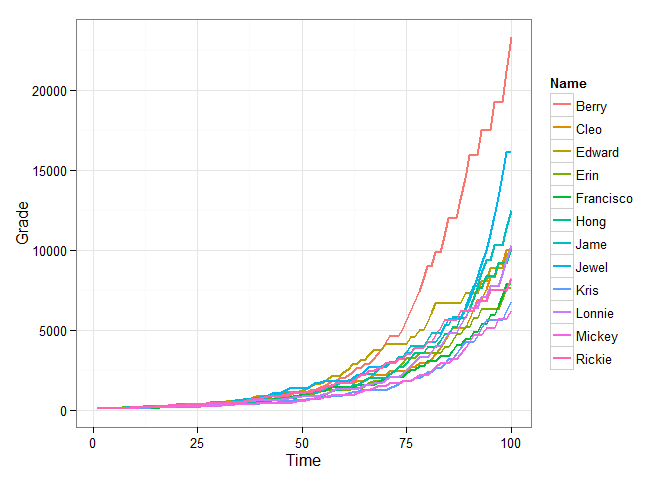 Grade
20000
15000
10000
5000
0
0 25 50 75 100
Time
Name
Berry
Cleo
Edward
Erin
Francisco
Hong
Jame
Jewel
Kris
Lonnie
Mickey
Rickie